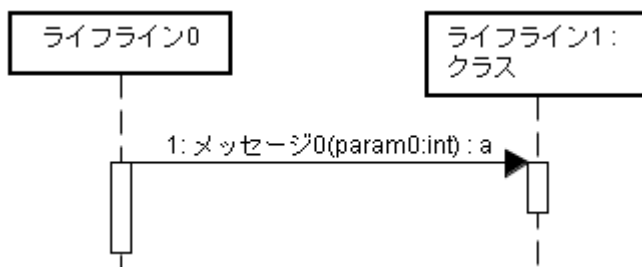 ライフライン0
ライフライン1 :
クラス
1: メッセージ0(param0:int) : a